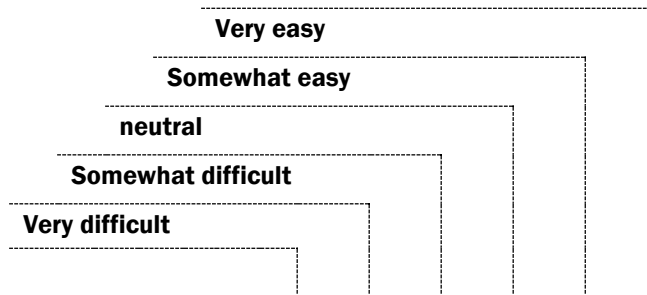 Very easy
Somewhat easy
neutral
Somewhat difficult
Very difficult